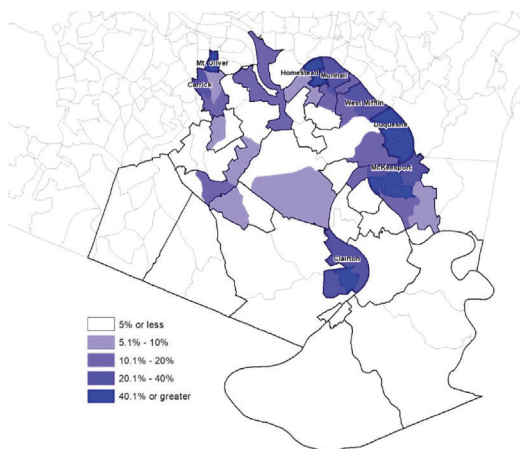 Mt. Oliver
Carrick
Homestead
Munhall
West Mifflin
Duquesne
McKeesport
Clairton
5% or less
5.1% - 10%
10.1% - 20%
20.1% - 40%
40.1% or greater